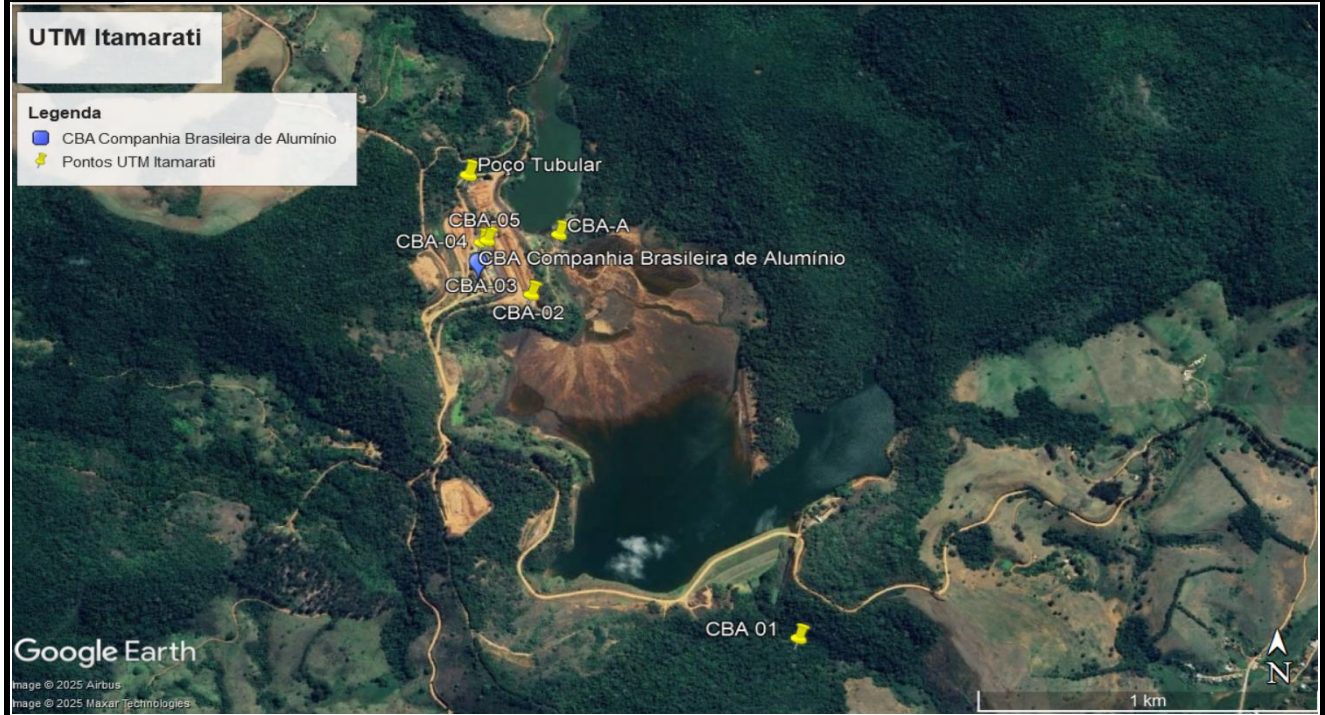 UTM Itamarati
Legenda
CBA Companhia Brasileira de Alumínio
Pontos UTM Itamarati
Poço Tubular
CBA-05
CBA-A
CBA-04
CBA Companhia Brasileira de Alumínio
CBA-03
CBA-02
CBA 01
Google Earth
N
Image © 2025 Airbus
Image © 2025 Maxar Technologies
1 km